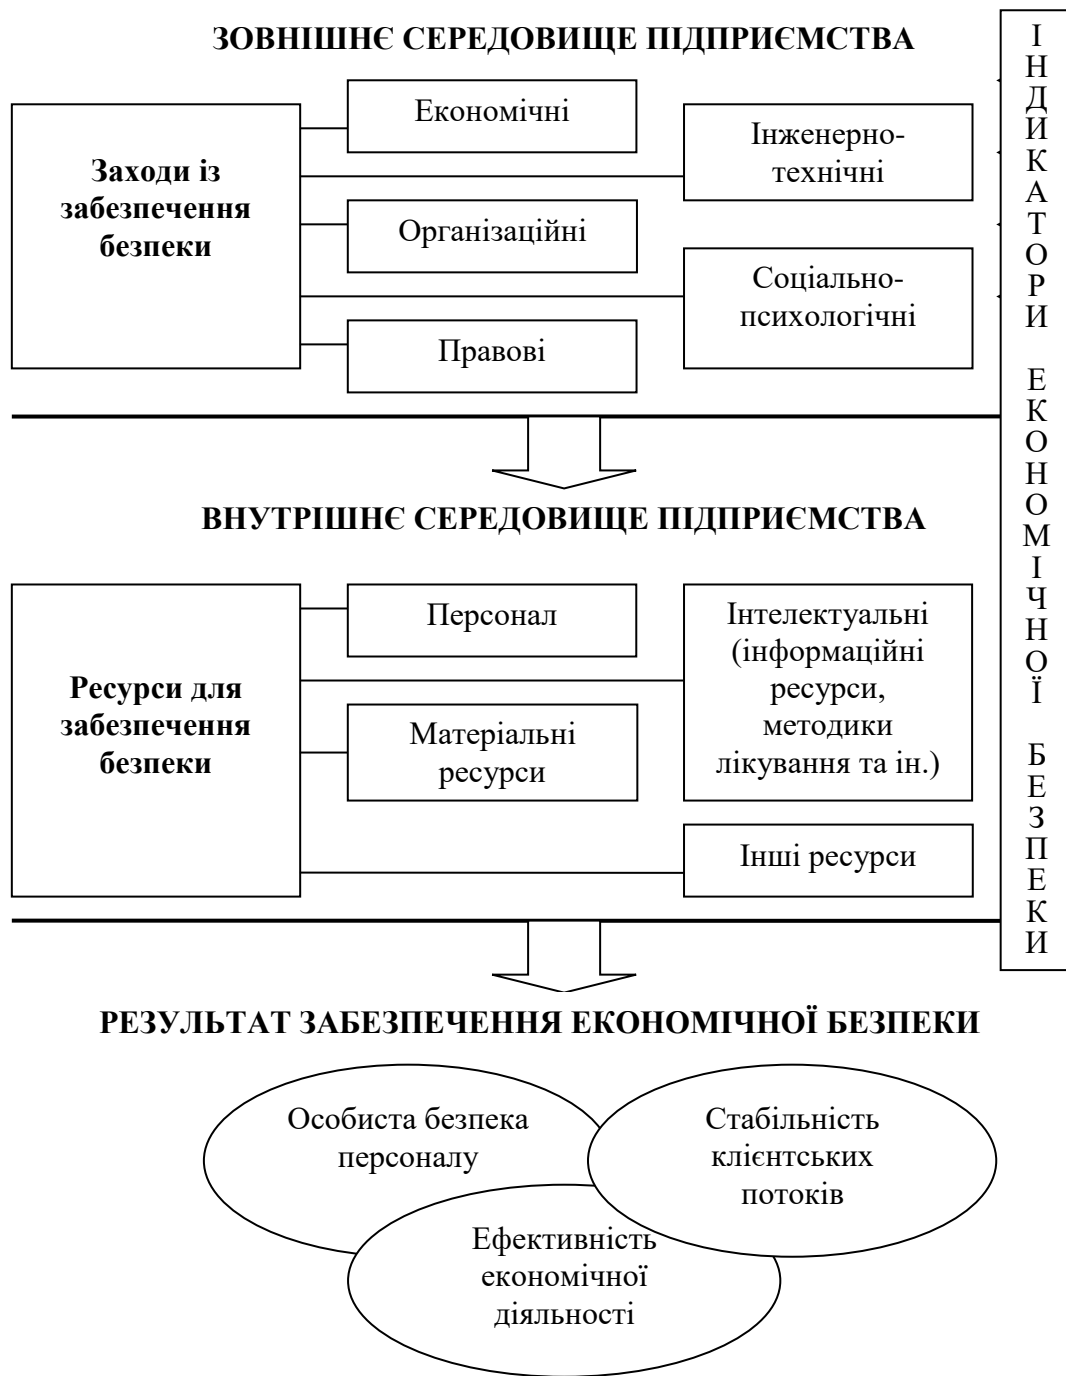 ЗОВНІШНЄ СЕРЕДОВИЩЕ ПІДПРИЄМСТВА
Заходи із
забезпечення
безпеки
Економічні
Інженерно-
технічні
Організаційні
Соціально-
психологічні
Правові
ВНУТРІШНЄ СЕРЕДОВИЩЕ ПІДПРИЄМСТВА
Ресурси для
забезпечення
безпеки
Персонал
Інтелектуальні
(інформаційні
ресурси,
методики
лікування та ін.)
Матеріальні
ресурси
Інші ресурси
РЕЗУЛЬТАТ ЗАБЕЗПЕЧЕННЯ ЕКОНОМІЧНОЇ БЕЗПЕКИ
Особиста безпека
персоналу
Стабільність
клієнтських
потоків
Ефективність
економічної
діяльності
ІНДИКАТОРИ ЕКОНОМІЧНОЇ БЕЗПЕКИ